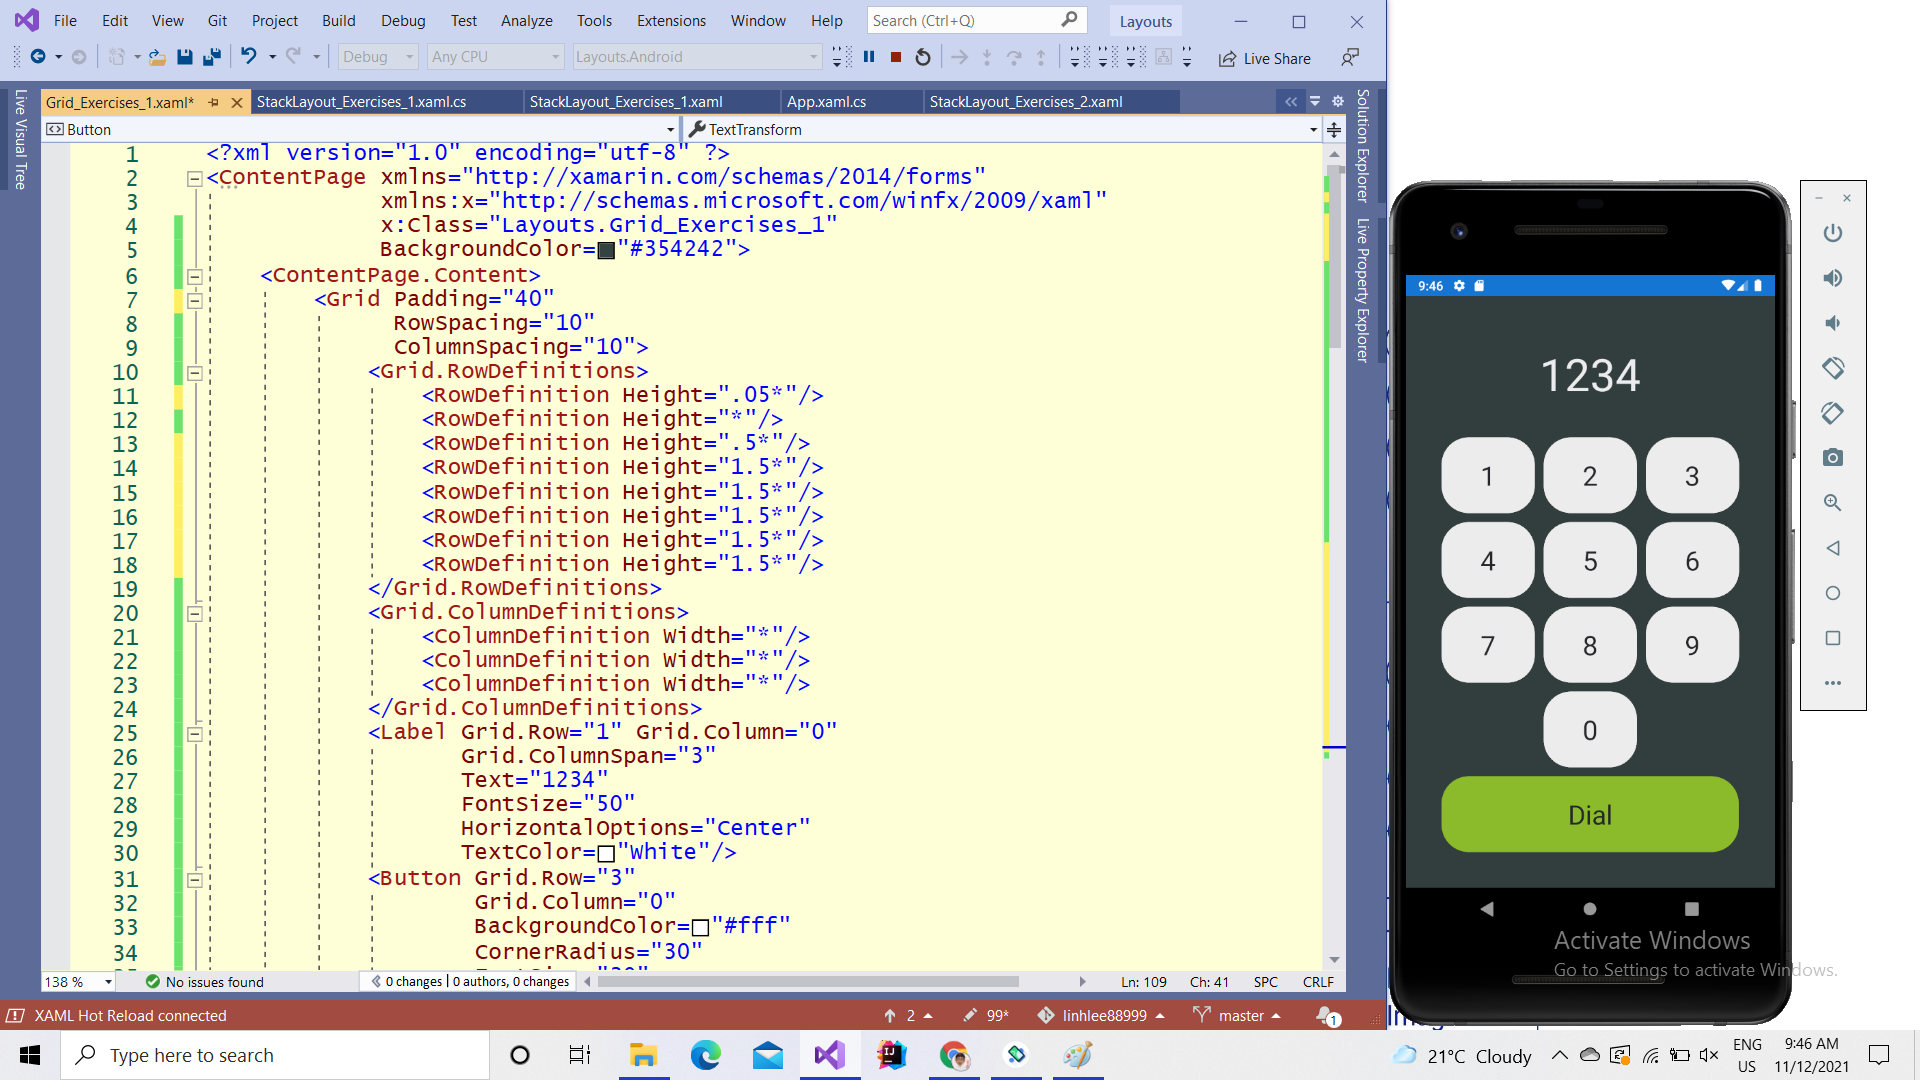 File Edit View Git Project Build Debug Test Analyze Tools Extensions Window Help Search (Ctrl+Q) Layouts
Debug Any CPU Layouts.Android Live Share
Grid_Exercises_1.xaml* StackLayout_Exercises_1.xaml.cs StackLayout_Exercises_1.xaml App.xaml.cs StackLayout_Exercises_2.xaml
Button TextTransform
Live Visual Tree
Solution Explorer
Live Property Explorer
1 <?xml version="1.0" encoding="utf-8" ?>
2 <ContentPage xmlns="http://xamarin.com/schemas/2014/forms"
3 xmlns:x="http://schemas.microsoft.com/winfx/2009/xaml"
4 x:Class="Layouts.Grid_Exercises_1"
5 BackgroundColor="#354242">
6 <ContentPage.Content>
7 <Grid Padding="40"
8 RowSpacing="10"
9 ColumnSpacing="10">
10 <Grid.RowDefinitions>
11 <RowDefinition Height=".05*"/>
12 <RowDefinition Height="*"/>
13 <RowDefinition Height=".5*"/>
14 <RowDefinition Height="1.5*"/>
15 <RowDefinition Height="1.5*"/>
16 <RowDefinition Height="1.5*"/>
17 <RowDefinition Height="1.5*"/>
18 <RowDefinition Height="1.5*"/>
19 </Grid.RowDefinitions>
20 <Grid.ColumnDefinitions>
21 <ColumnDefinition Width="*"/>
22 <ColumnDefinition Width="*"/>
23 <ColumnDefinition Width="*"/>
24 </Grid.ColumnDefinitions>
25 <Label Grid.Row="1" Grid.Column="0"
26 Grid.ColumnSpan="3"
27 Text="1234"
28 FontSize="50"
29 HorizontalOptions="Center"
30 TextColor="White"/>
31 <Button Grid.Row="3"
32 Grid.Column="0"
33 BackgroundColor="#fff"
34 CornerRadius="30"
138 % No issues found 0 changes | 0 authors, 0 changes Ln: 109 Ch: 41 SPC CRLF
XAML Hot Reload connected 2 99* linhlee88999 master 1
9:46
1234
1 2 3
4 5 6
7 8 9
0
Dial
Activate Windows
Go to Settings to activate Windows.
Type here to search 21°C Cloudy ENG US 9:46 AM 11/12/2021